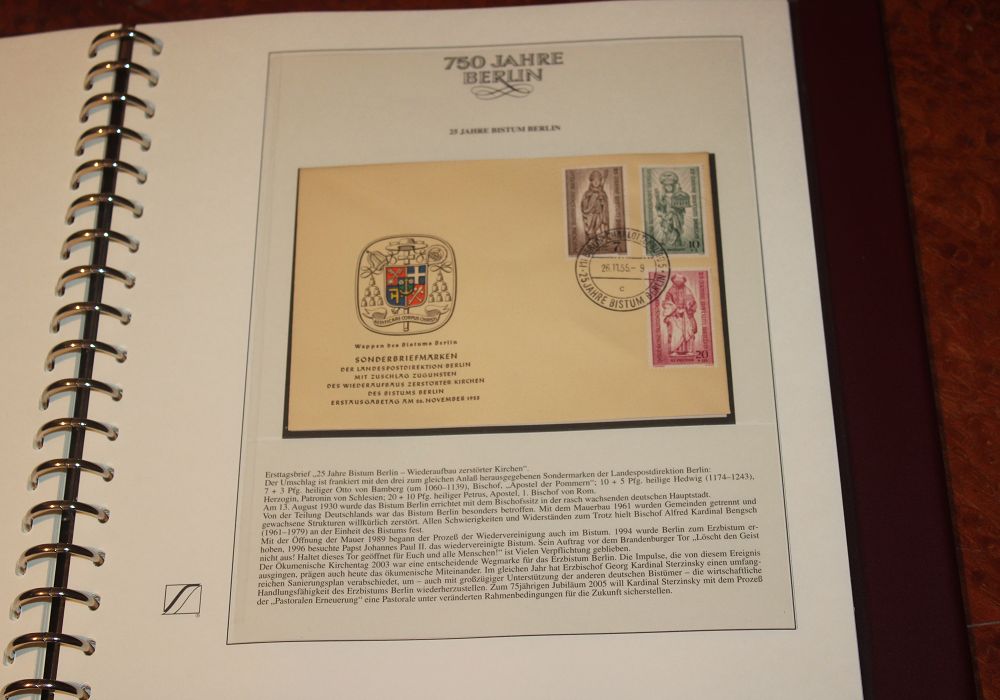 750 JAHRE
BERLIN
25 JAHRE BISTUM BERLIN
7
10
26.11.55.-9
c
25 JAHRE BISTUM BERLIN
20
Wappen des Bistums Berlin
SONDERBRIEFMARKEN
DER LANDESPOSTDIREKTION BERLIN
MIT ZUSCHLAG ZUGUNSTEN
DES WIEDERAUFBAUS ZERSTÖRTER KIRCHEN
DES BISTUMS BERLIN
ERSTAUSGABETAG AM 26. NOVEMBER 1955
Ersttagsbrief „25 Jahre Bistum Berlin – Wiederaufbau zerstörter Kirchen".
Der Umschlag ist frankiert mit den drei zum gleichen Anlaß herausgegebenen Sondermarken der Landespostdirektion Berlin:
7 + 3 Pfg. heiliger Otto von Bamberg (um 1060–1139), Bischof, „Apostel der Pommern"; 10 + 5 Pfg. heilige Hedwig (1174–1243),
Herzogin, Patronin von Schlesien; 20 + 10 Pfg. heiliger Petrus, Apostel, 1. Bischof von Rom.
Am 13. August 1930 wurde das Bistum Berlin errichtet mit dem Bischofssitz in der rasch wachsenden deutschen Hauptstadt.
Von der Teilung Deutschlands war das Bistum Berlin besonders betroffen. Mit dem Mauerbau 1961 wurden Gemeinden getrennt und
gewachsene Strukturen willkürlich zerstört. Allen Schwierigkeiten und Widerständen zum Trotz hielt Bischof Alfred Kardinal Bengsch
(1961–1979) an der Einheit des Bistums fest.
Mit der Öffnung der Mauer 1989 begann der Prozeß der Wiedervereinigung auch im Bistum. 1994 wurde Berlin zum Erzbistum er-
hoben, 1996 besuchte Papst Johannes Paul II. das wiedervereinigte Bistum. Sein Auftrag vor dem Brandenburger Tor „Löscht den Geist
nicht aus! Haltet dieses Tor geöffnet für Euch und alle Menschen!" ist Vielen Verpflichtung geblieben.
Der Ökumenische Kirchentag 2003 war eine entscheidende Wegmarke für das Erzbistum Berlin. Die Impulse, die von diesem Ereignis
ausgingen, prägen auch heute das ökumenische Miteinander. Im gleichen Jahr hat Erzbischof Georg Kardinal Sterzinsky einen umfang-
reichen Sanierungsplan verabschiedet, um – auch mit großzügiger Unterstützung der anderen deutschen Bistümer – die wirtschaftliche
Handlungsfähigkeit des Erzbistums Berlin wiederherzustellen. Zum 75jährigen Jubiläum 2005 will Kardinal Sterzinsky mit dem Prozeß
der „Pastoralen Erneuerung" eine Pastorale unter veränderten Rahmenbedingungen für die Zukunft sicherstellen.